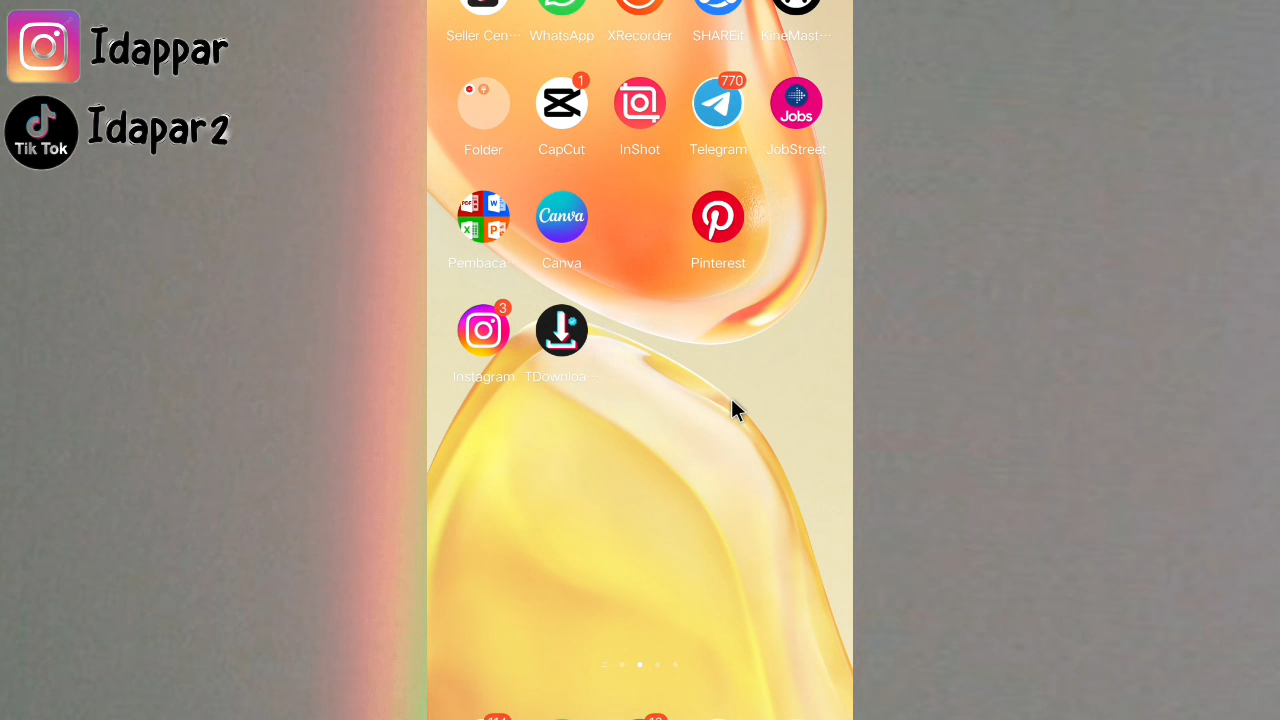 Idappar
Tik Tok
Idapar2
Seller Cen···
WhatsApp
XRecorder
SHAREit
KineMast···
1
770
Jobs
Folder
CapCut
InShot
Telegram
JobStreet
PDF
W
X
P
Canva
Pembaca···
Canva
Pinterest
3
Instagram
TDownloa···